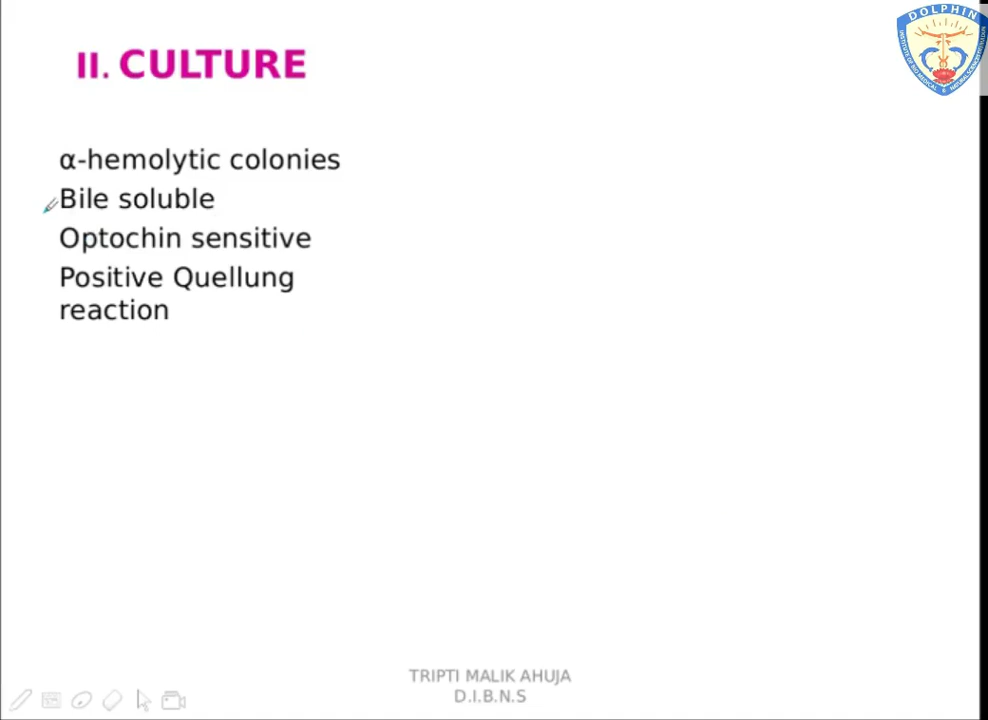 DOLPHIN
II. CULTURE
α-hemolytic colonies
Bile soluble
Optochin sensitive
Positive Quellung
reaction
TRIPTI MALIK AHUJA
D.I.B.N.S